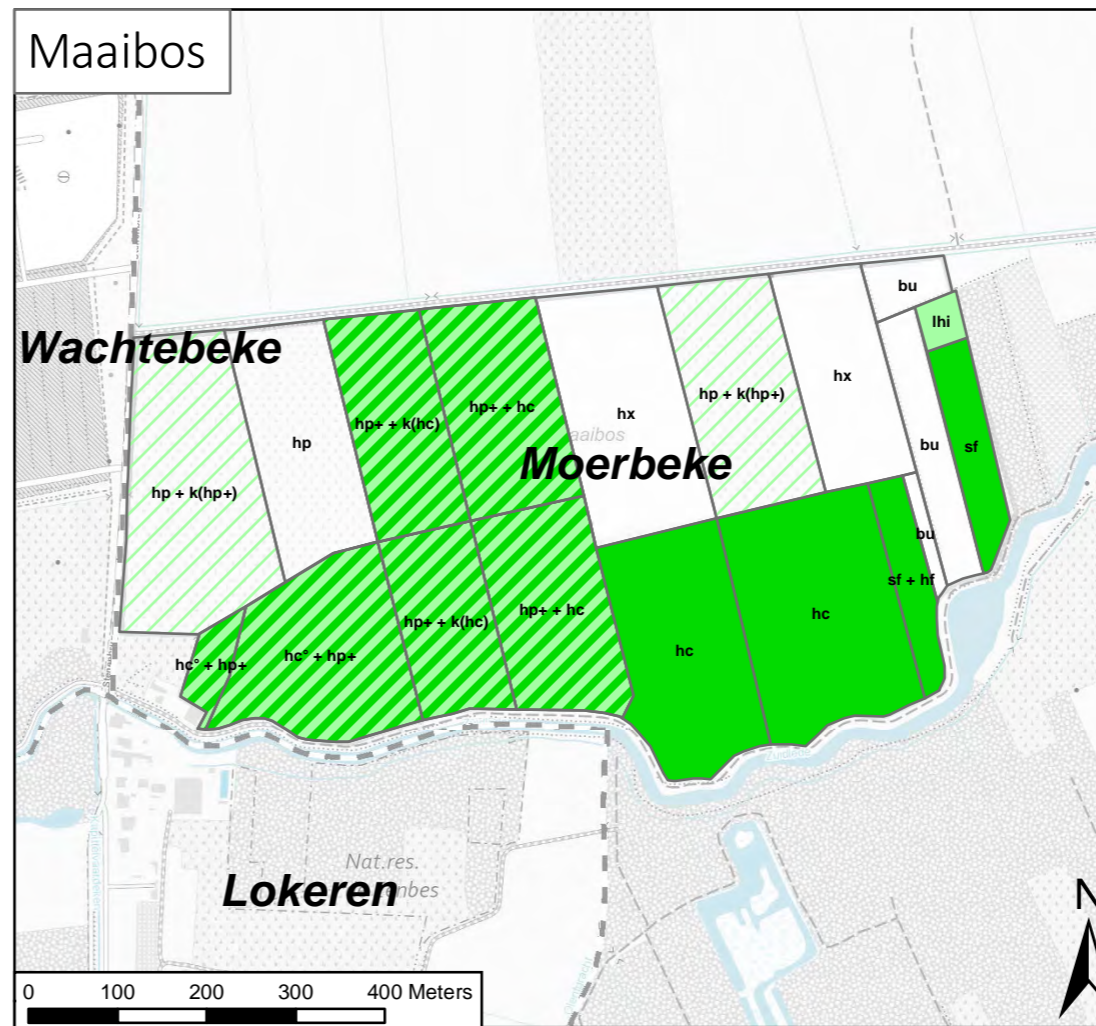 Maaibos
bu
lhi
Wachtebeke
hp+ + k(hc)
hp+ + hc
hx
hp + k(hp+)
hx
hp
aaibos
Moerbeke
sf
hp + k(hp+)
bu
bu
sf + hf
hp+ + k(hc)
hp+ + hc
hc
hc
hc° + hp+
hc° + hp+
Nat.res.
Lokeren
nbes
N
0 100 200 300 400 Meters